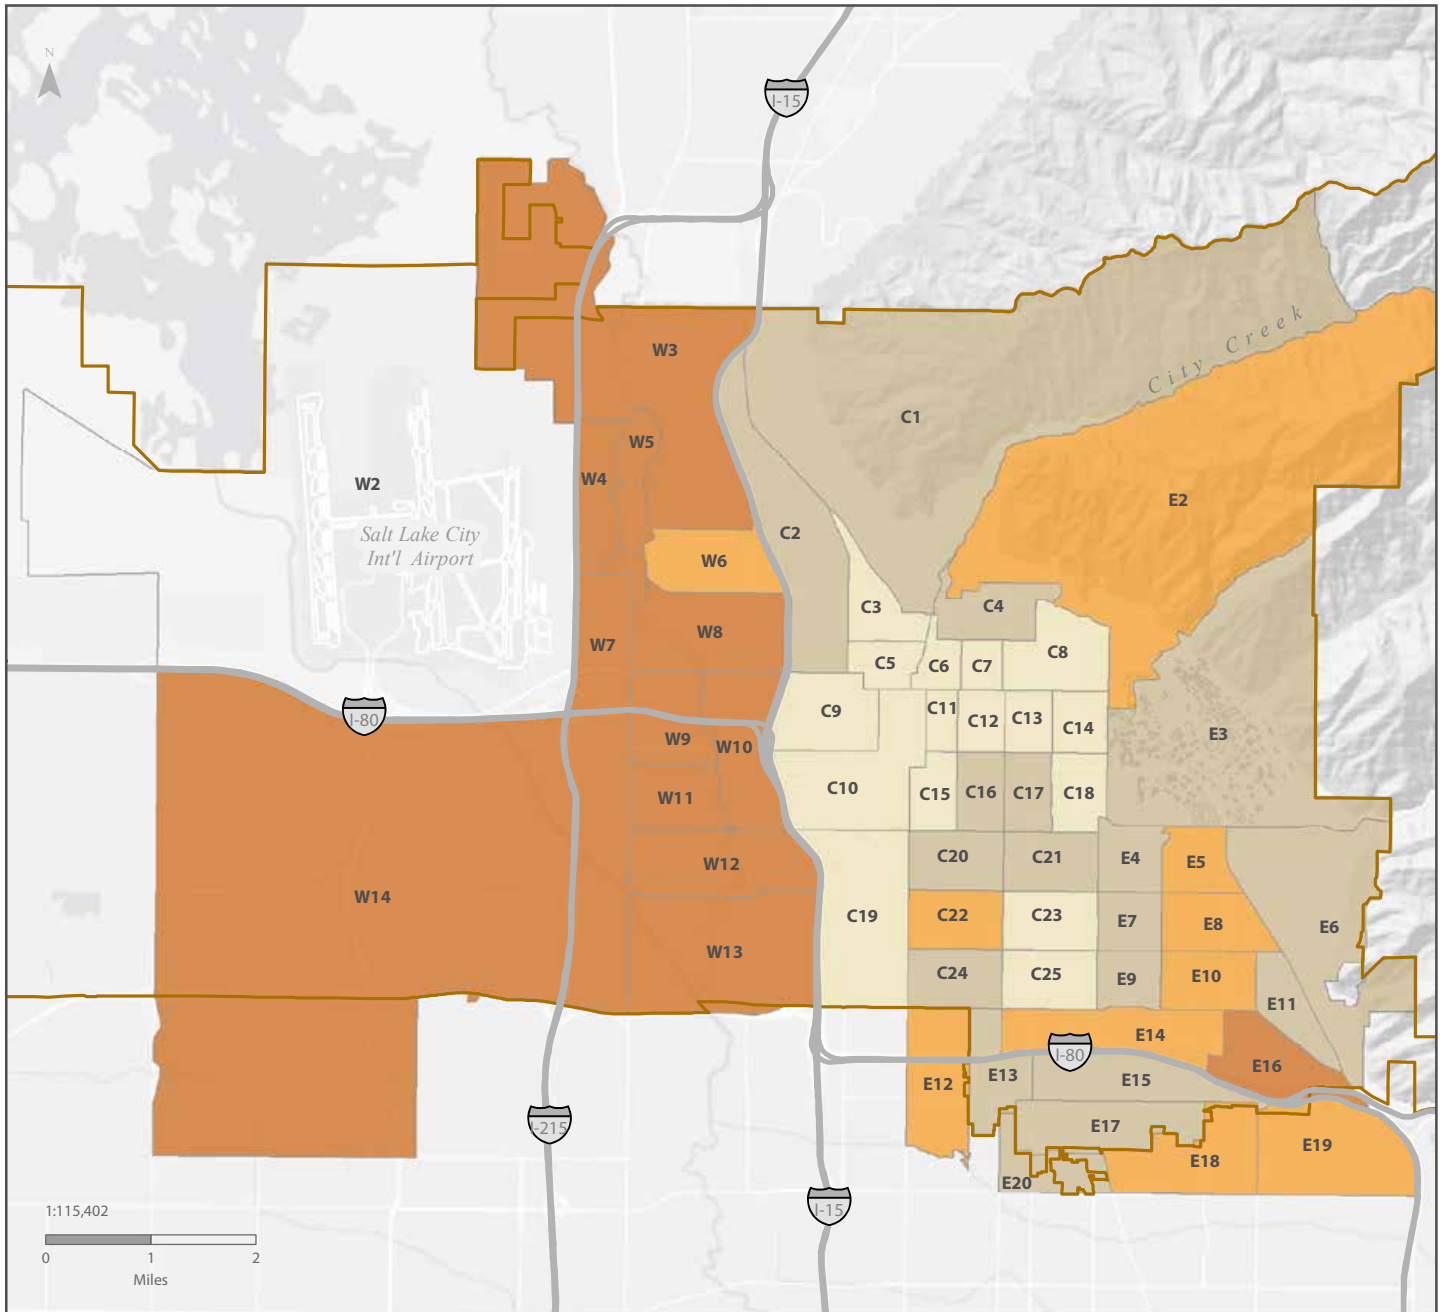 N
I-15
W3
City Creek
C1
W5
W4
W2
E2
Salt Lake City
Int'l Airport
C2
W6
C3
C4
W8
W7
C8
C5
C6
C7
I-80
C9
C11
C12
C13
C14
E3
W9
W10
C10
C15
C16
C17
C18
W11
W12
C20
C21
E4
E5
W14
C19
C22
C23
E7
E8
E6
W13
C24
C25
E9
E10
E11
E14
I-80
E16
E12
E13
E15
I-215
E17
E18
E19
E20
I-15
1:115,402
0 1 2
Miles